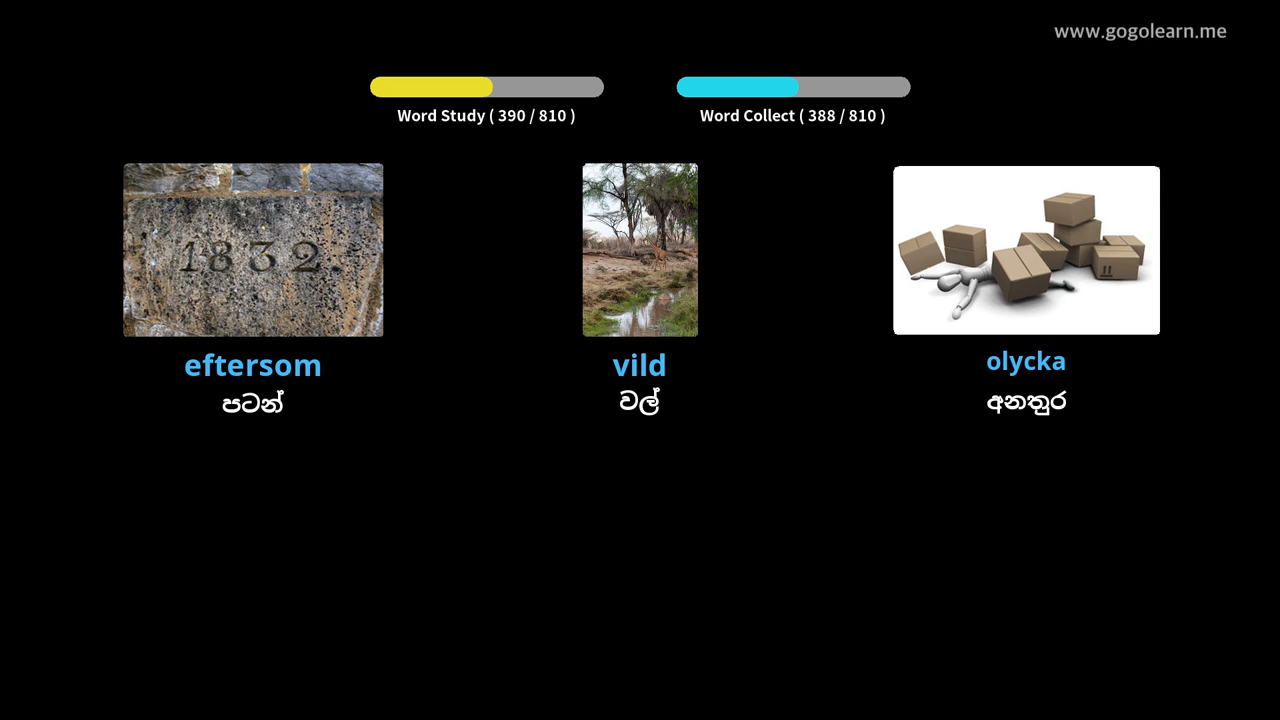 www.gogolearn.me
Word Study ( 390 / 810 )
Word Collect ( 388 / 810 )
1832.
eftersom
vild
olycka
පටන්
වල්
අනතුර